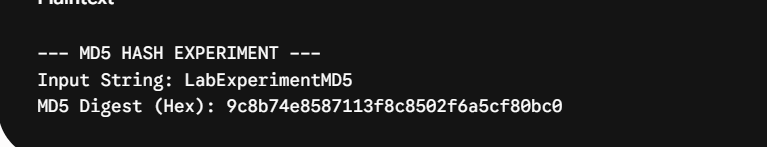 Plaintext
--- MD5 HASH EXPERIMENT ---
Input String: LabExperimentMD5
MD5 Digest (Hex): 9c8b74e8587113f8c8502f6a5cf80bc0